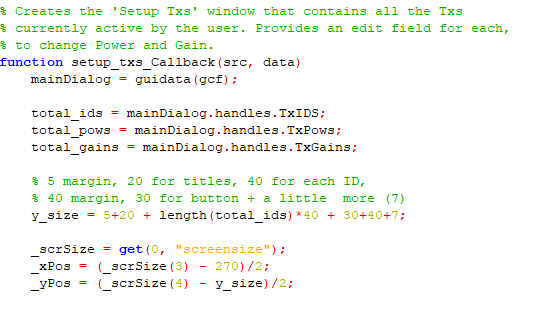 % Creates the 'Setup Txs' window that contains all the Txs
% currently active by the user. Provides an edit field for each,
% to change Power and Gain.
function setup_txs_Callback(src, data)
mainDialog = guidata(gcf);
total_ids = mainDialog.handles.TxIDS;
total_pows = mainDialog.handles.TxPows;
total_gains = mainDialog.handles.TxGains;
% 5 margin, 20 for titles, 40 for each ID,
% 40 margin, 30 for button + a little  more (7)
y_size = 5+20 + length(total_ids)*40 + 30+40+7;
_scrSize = get(0, "screensize");
_xPos = (_scrSize(3) - 270)/2;
_yPos = (_scrSize(4) - y_size)/2;